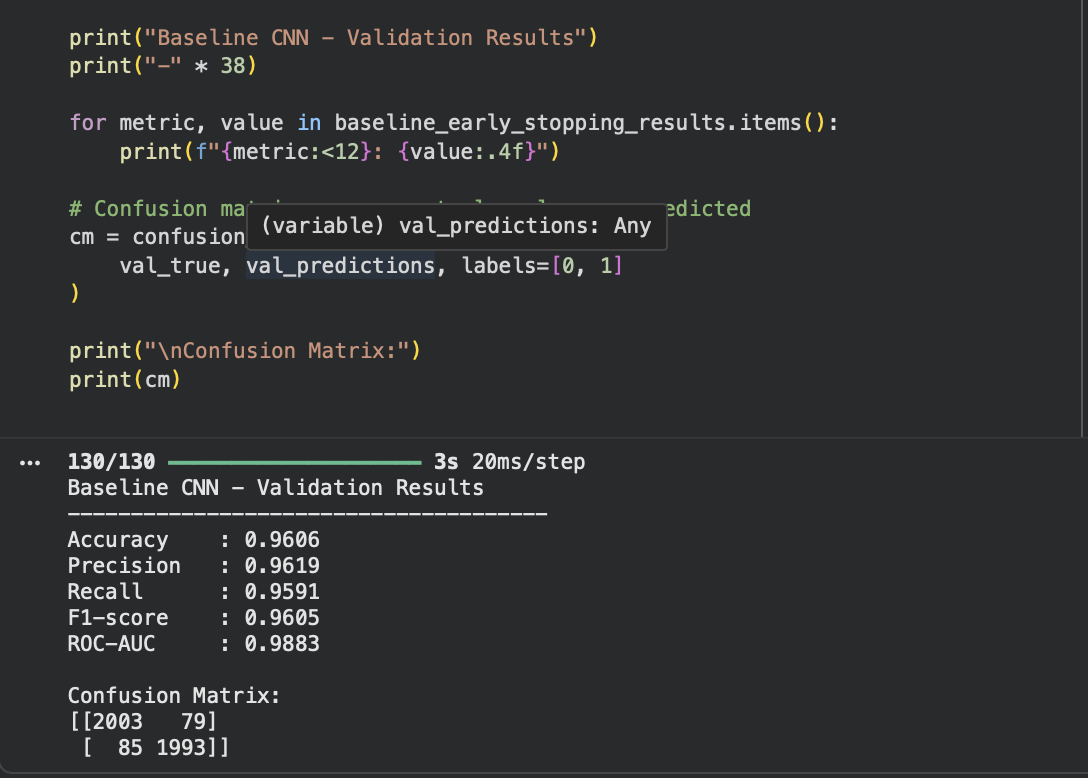 print("Baseline CNN – Validation Results")
print("—" * 38)
for metric, value in baseline_early_stopping_results.items():
print(f"{metric:<12}: {value:.4f}")
# Confusion edicted
cm = confusion
(variable) val_predictions: Any
val_true, val_predictions, labels=[0, 1]
)
print("\nConfusion Matrix:")
print(cm)
130/130 3s 20ms/step
Baseline CNN – Validation Results
——————————————————————————————————————
Accuracy : 0.9606
Precision : 0.9619
Recall : 0.9591
F1-score : 0.9605
ROC-AUC : 0.9883
Confusion Matrix:
[[2003 79]
[ 85 1993]]